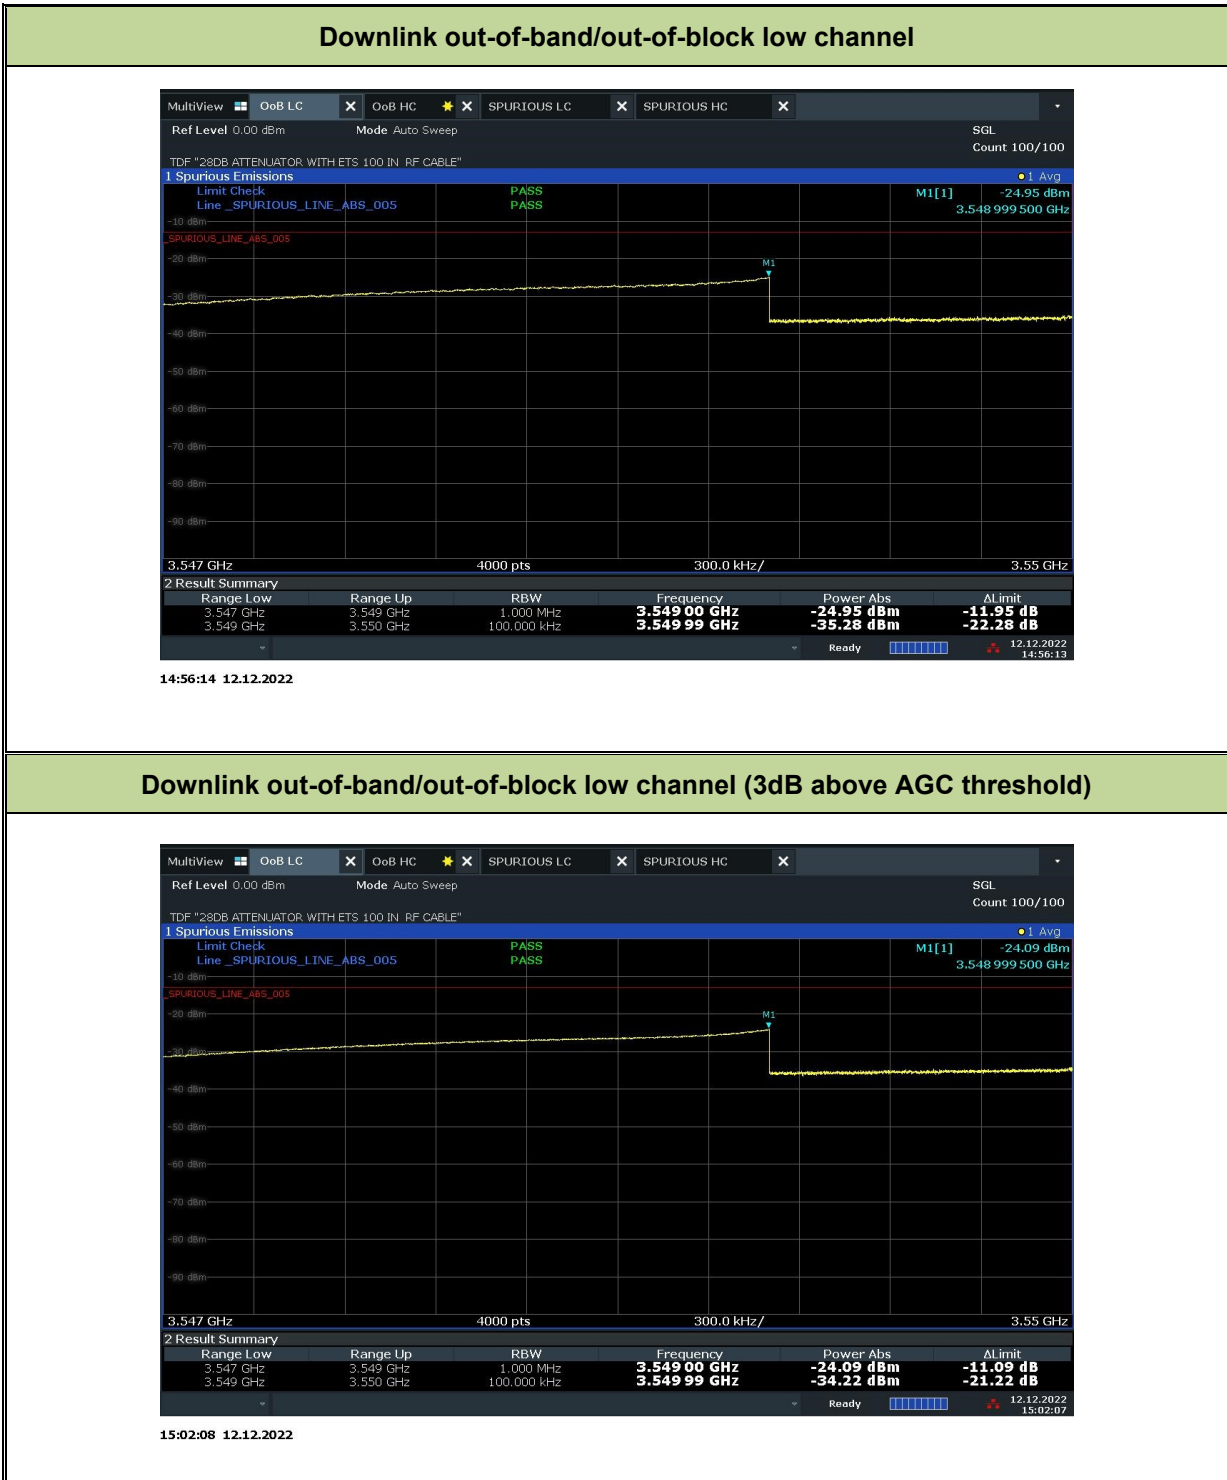 Downlink out-of-band/out-of-block low channel
MultiView OoB LC OoB HC SPURIOUS LC SPURIOUS HC
Ref Level 0.00 dBm Mode Auto Sweep SGL
Count 100/100
TDF "28DB ATTENUATOR WITH ETS 100 IN RF CABLE"
1 Spurious Emissions 1 Avg
Limit Check PASS M1[1] -24.95 dBm
Line _SPURIOUS_LINE_ABS_005 PASS 3.548 999 500 GHz
-10 dBm
_SPURIOUS_LINE_ABS_005
-20 dBm
M1
-30 dBm
-40 dBm
-50 dBm
-60 dBm
-70 dBm
-80 dBm
-90 dBm
3.547 GHz 4000 pts 300.0 kHz/ 3.55 GHz
2 Result Summary
Range Low Range Up RBW Frequency Power Abs ΔLimit
3.547 GHz 3.549 GHz 1.000 MHz 3.549 00 GHz -24.95 dBm -11.95 dB
3.549 GHz 3.550 GHz 100.000 kHz 3.549 99 GHz -35.28 dBm -22.28 dB
Ready 12.12.2022
14:56:13
14:56:14 12.12.2022
Downlink out-of-band/out-of-block low channel (3dB above AGC threshold)
MultiView OoB LC OoB HC SPURIOUS LC SPURIOUS HC
Ref Level 0.00 dBm Mode Auto Sweep SGL
Count 100/100
TDF "28DB ATTENUATOR WITH ETS 100 IN RF CABLE"
1 Spurious Emissions 1 Avg
Limit Check PASS M1[1] -24.09 dBm
Line _SPURIOUS_LINE_ABS_005 PASS 3.548 999 500 GHz
-10 dBm
_SPURIOUS_LINE_ABS_005
-20 dBm
M1
-30 dBm
-40 dBm
-50 dBm
-60 dBm
-70 dBm
-80 dBm
-90 dBm
3.547 GHz 4000 pts 300.0 kHz/ 3.55 GHz
2 Result Summary
Range Low Range Up RBW Frequency Power Abs ΔLimit
3.547 GHz 3.549 GHz 1.000 MHz 3.549 00 GHz -24.09 dBm -11.09 dB
3.549 GHz 3.550 GHz 100.000 kHz 3.549 99 GHz -34.22 dBm -21.22 dB
Ready 12.12.2022
15:02:07
15:02:08 12.12.2022